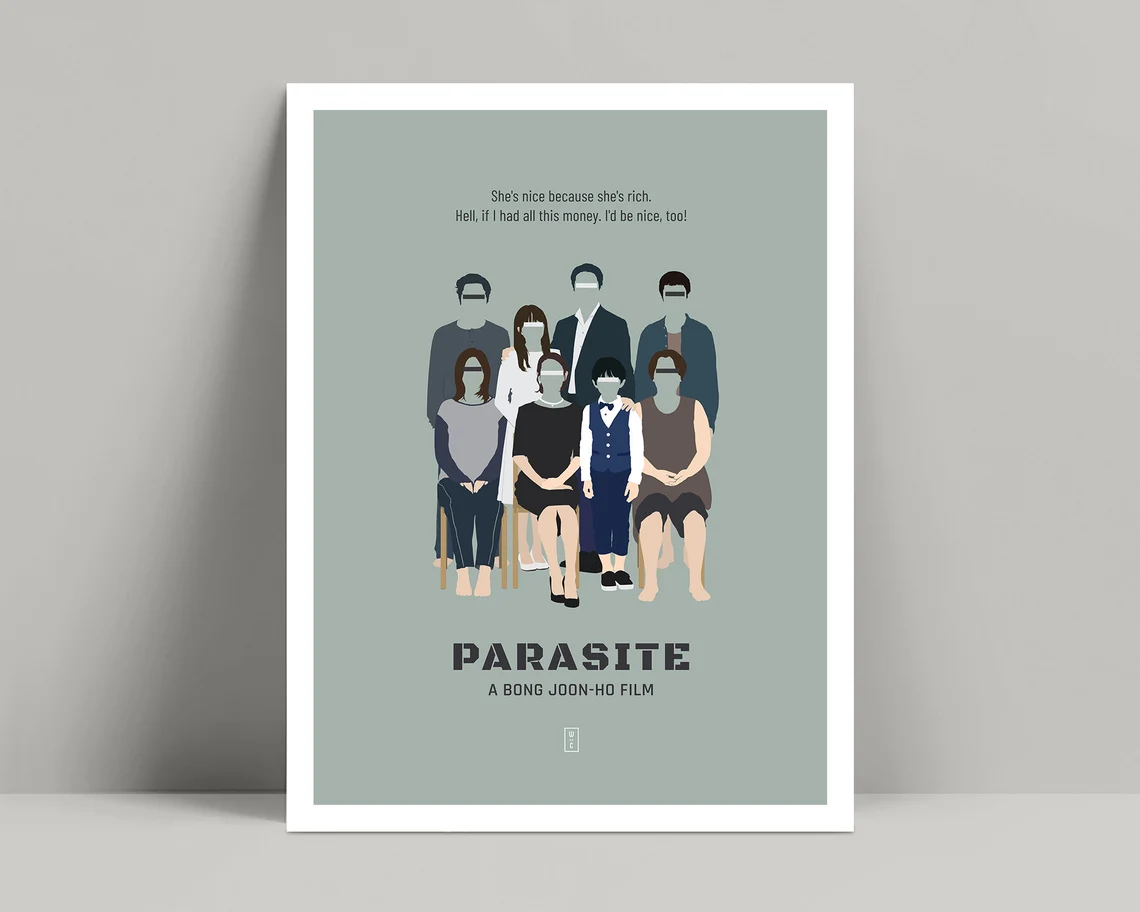 She's nice because she's rich.
Hell, if I had all this money. I'd be nice, too!
PARASITE
A BONG JOON-HO FILM
W
C